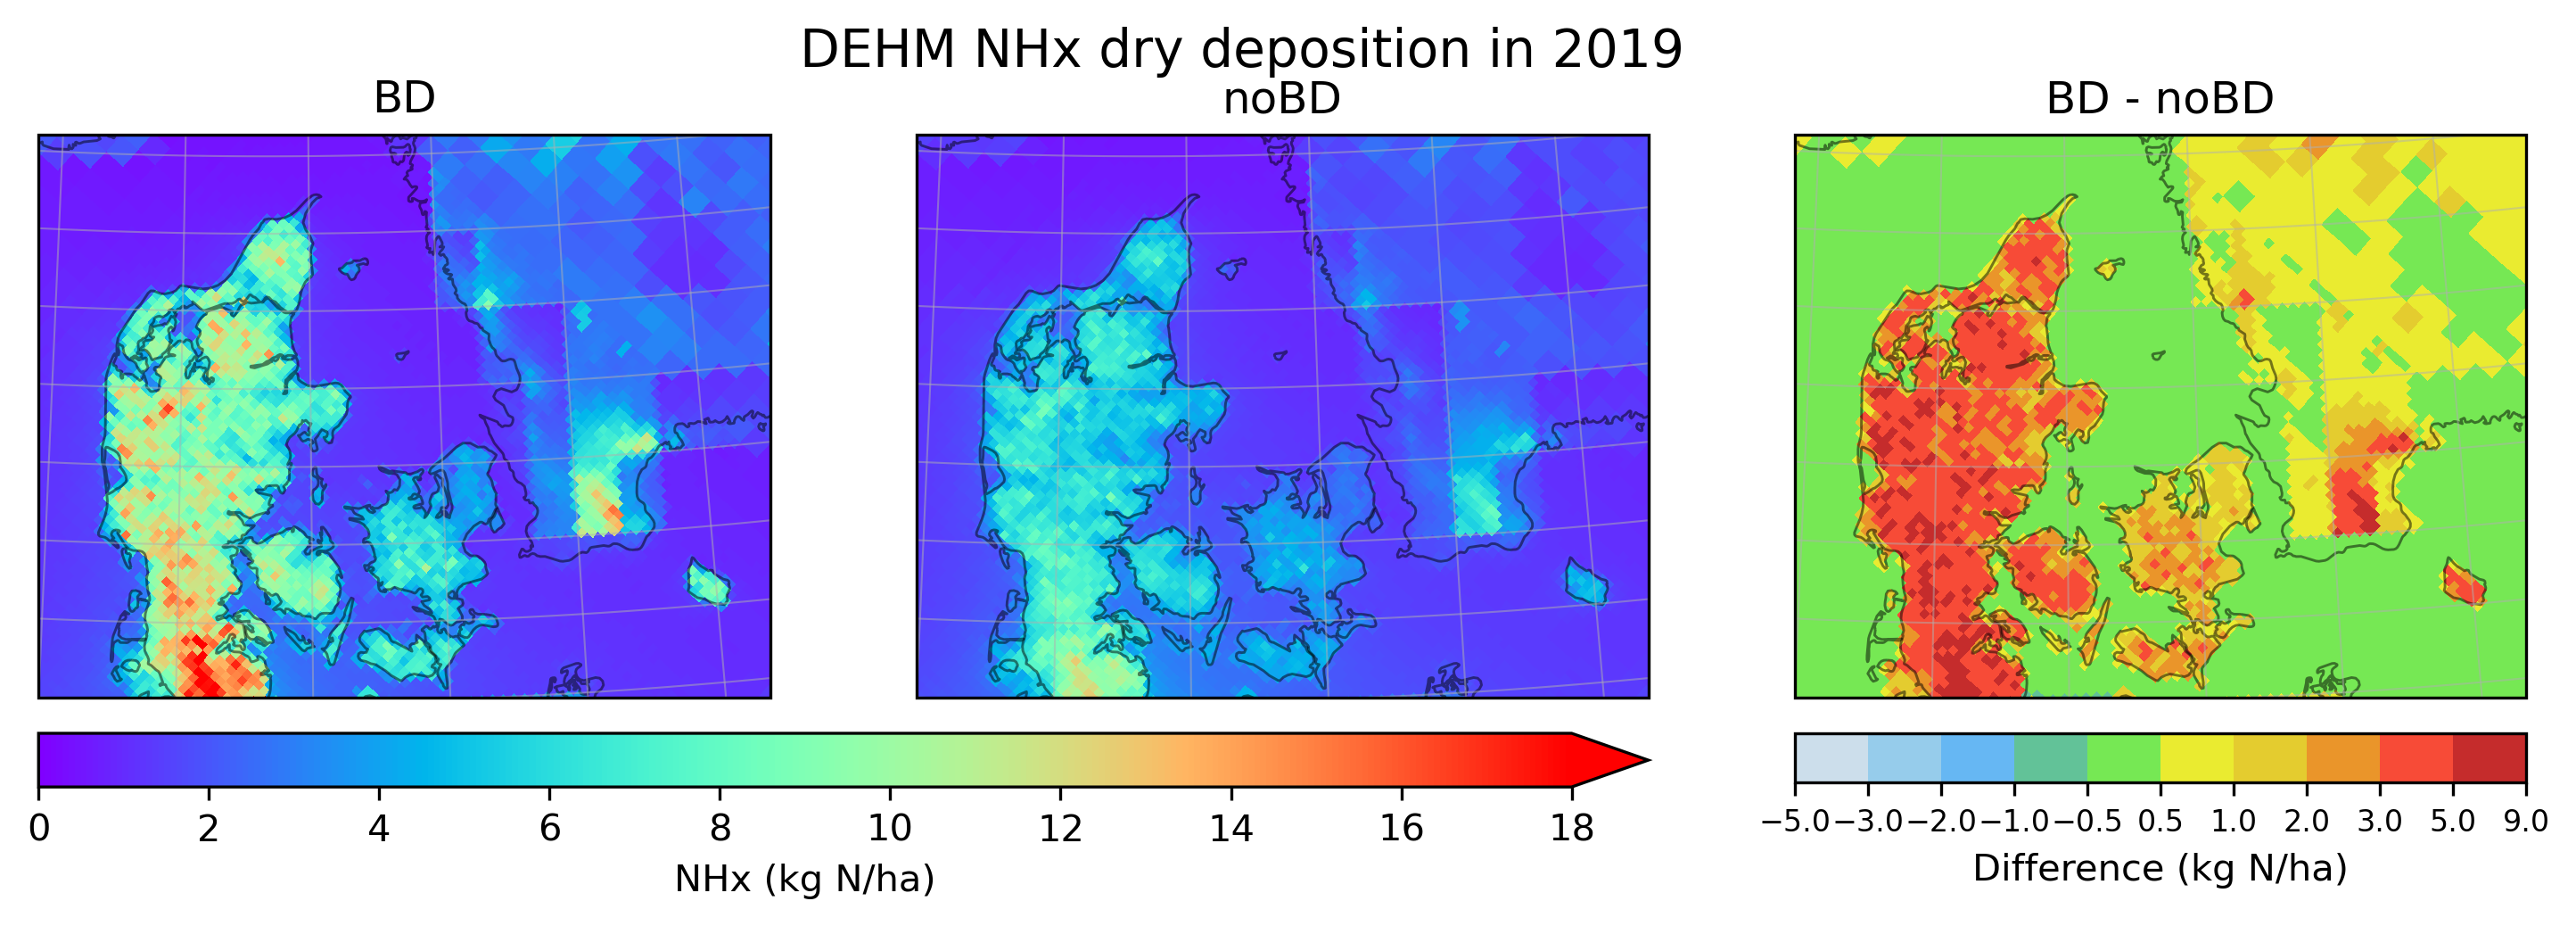 DEHM NHx dry deposition in 2019
BD
noBD
BD - noBD
0 2 4 6 8 10 12 14 16 18
NHx (kg N/ha)
−5.0 −3.0 −2.0 −1.0 −0.5 0.5 1.0 2.0 3.0 5.0 9.0
Difference (kg N/ha)